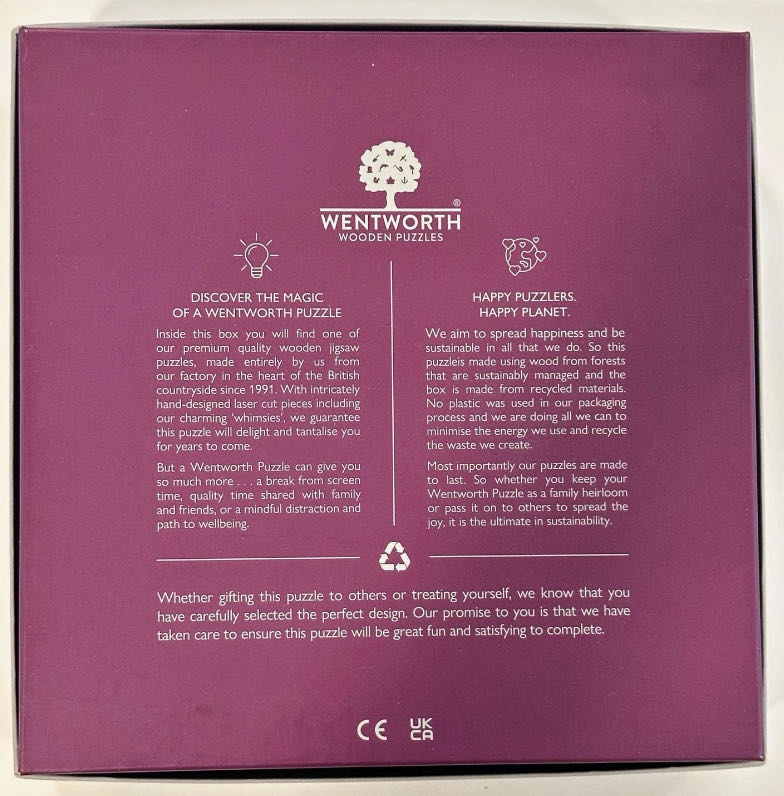 ®
WENTWORTH
WOODEN PUZZLES
DISCOVER THE MAGIC
OF A WENTWORTH PUZZLE
Inside this box you will find one of
our premium quality wooden jigsaw
puzzles, made entirely by us from
our factory in the heart of the British
countryside since 1991. With intricately
hand-designed laser cut pieces including
our charming 'whimsies', we guarantee
this puzzle will delight and tantalise you
for years to come.
But a Wentworth Puzzle can give you
so much more . . . a break from screen
time, quality time shared with family
and friends, or a mindful distraction and
path to wellbeing.
HAPPY PUZZLERS.
HAPPY PLANET.
We aim to spread happiness and be
sustainable in all that we do. So this
puzzleis made using wood from forests
that are sustainably managed and the
box is made from recycled materials.
No plastic was used in our packaging
process and we are doing all we can to
minimise the energy we use and recycle
the waste we create.
Most importantly our puzzles are made
to last. So whether you keep your
Wentworth Puzzle as a family heirloom
or pass it on to others to spread the
joy, it is the ultimate in sustainability.
Whether gifting this puzzle to others or treating yourself, we know that you
have carefully selected the perfect design. Our promise to you is that we have
taken care to ensure this puzzle will be great fun and satisfying to complete.
CE UK
CA